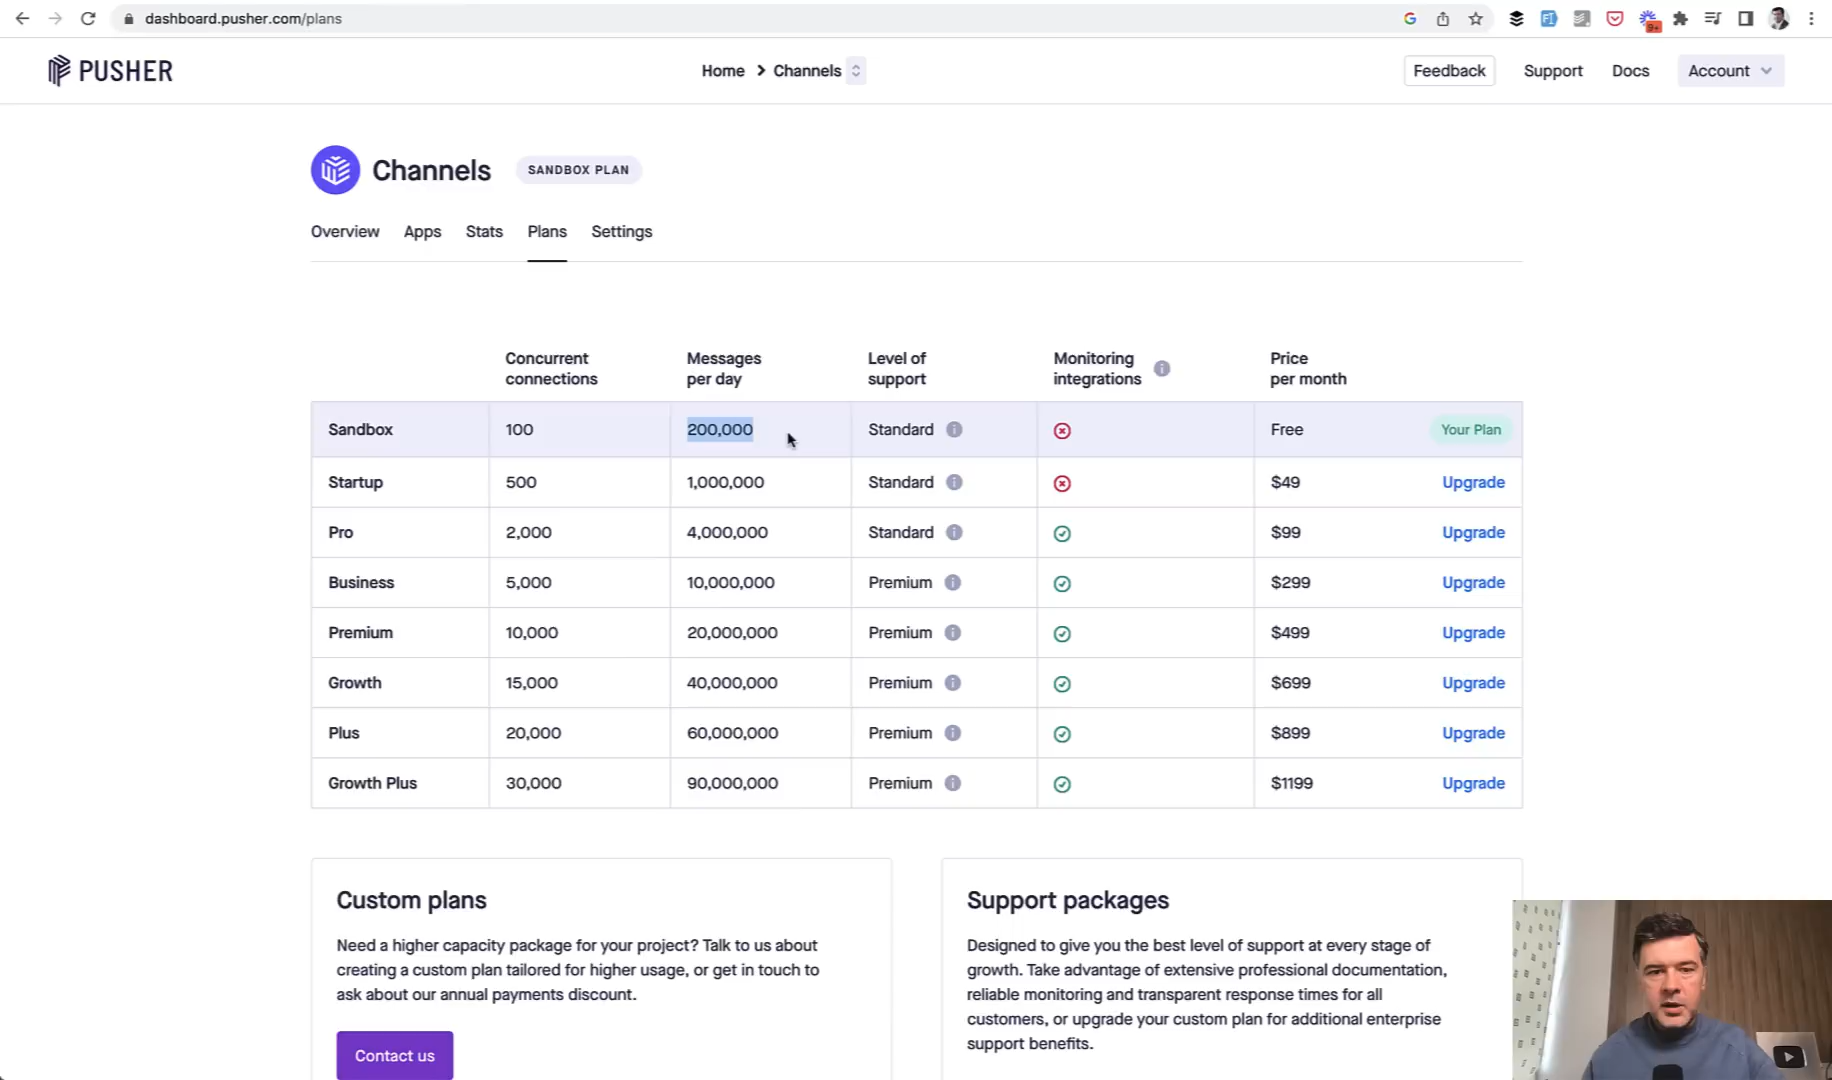 dashboard.pusher.com/plans
9+
PUSHER
Home > Channels
Feedback
Support
Docs
Account
Channels
SANDBOX PLAN
Overview
Apps
Stats
Plans
Settings
Concurrent
connections
Messages
per day
Level of
support
Monitoring
integrations
Price
per month
Sandbox 100 200,000 Standard Free Your Plan
Startup 500 1,000,000 Standard $49 Upgrade
Pro 2,000 4,000,000 Standard $99 Upgrade
Business 5,000 10,000,000 Premium $299 Upgrade
Premium 10,000 20,000,000 Premium $499 Upgrade
Growth 15,000 40,000,000 Premium $699 Upgrade
Plus 20,000 60,000,000 Premium $899 Upgrade
Growth Plus 30,000 90,000,000 Premium $1199 Upgrade
Custom plans
Need a higher capacity package for your project? Talk to us about
creating a custom plan tailored for higher usage, or get in touch to
ask about our annual payments discount.
Contact us
Support packages
Designed to give you the best level of support at every stage of
growth. Take advantage of extensive professional documentation,
reliable monitoring and transparent response times for all
customers, or upgrade your custom plan for additional enterprise
support benefits.